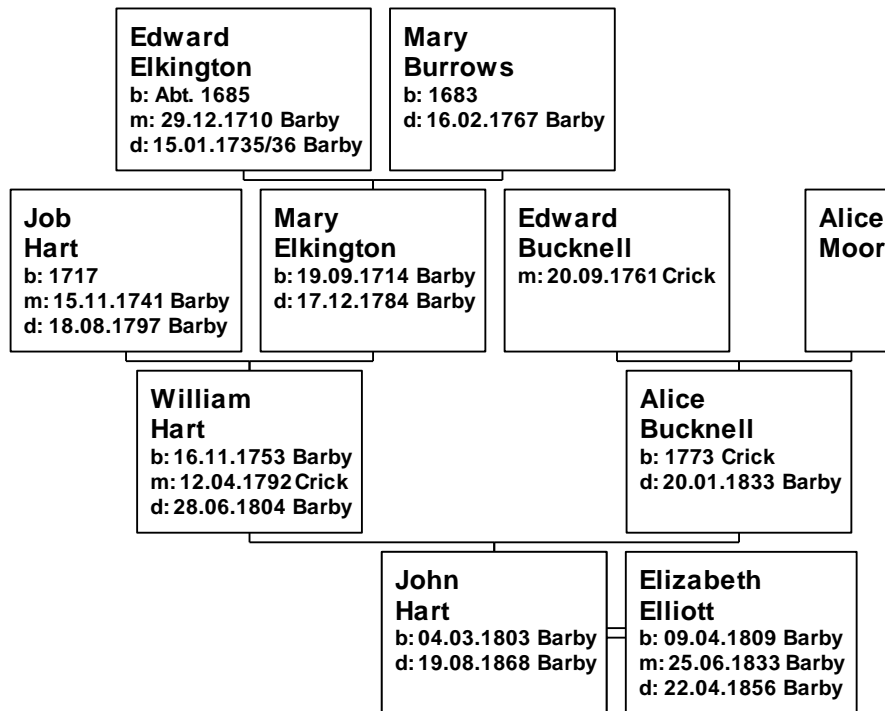 Edward
Elkington
b: Abt. 1685
m: 29.12.1710 Barby
d: 15.01.1735/36 Barby
Mary
Burrows
b: 1683
d: 16.02.1767 Barby
Job
Hart
b: 1717
m: 15.11.1741 Barby
d: 18.08.1797 Barby
Mary
Elkington
b: 19.09.1714 Barby
d: 17.12.1784 Barby
Edward
Bucknell
m: 20.09.1761 Crick
Alice
Moor
William
Hart
b: 16.11.1753 Barby
m: 12.04.1792 Crick
d: 28.06.1804 Barby
Alice
Bucknell
b: 1773 Crick
d: 20.01.1833 Barby
John
Hart
b: 04.03.1803 Barby
d: 19.08.1868 Barby
Elizabeth
Elliott
b: 09.04.1809 Barby
m: 25.06.1833 Barby
d: 22.04.1856 Barby